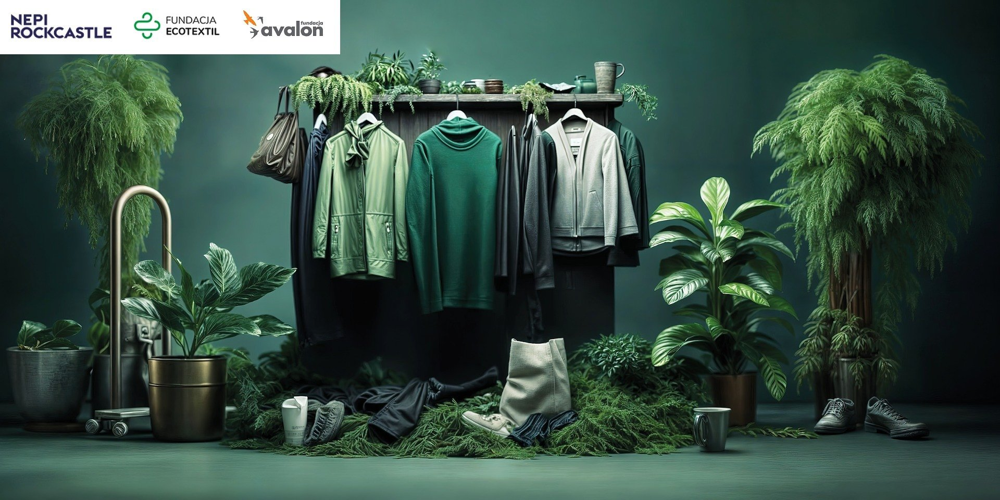 NEPI
ROCKCASTLE
FUNDACJA
ECOTEXTIL
fundacja
avalon